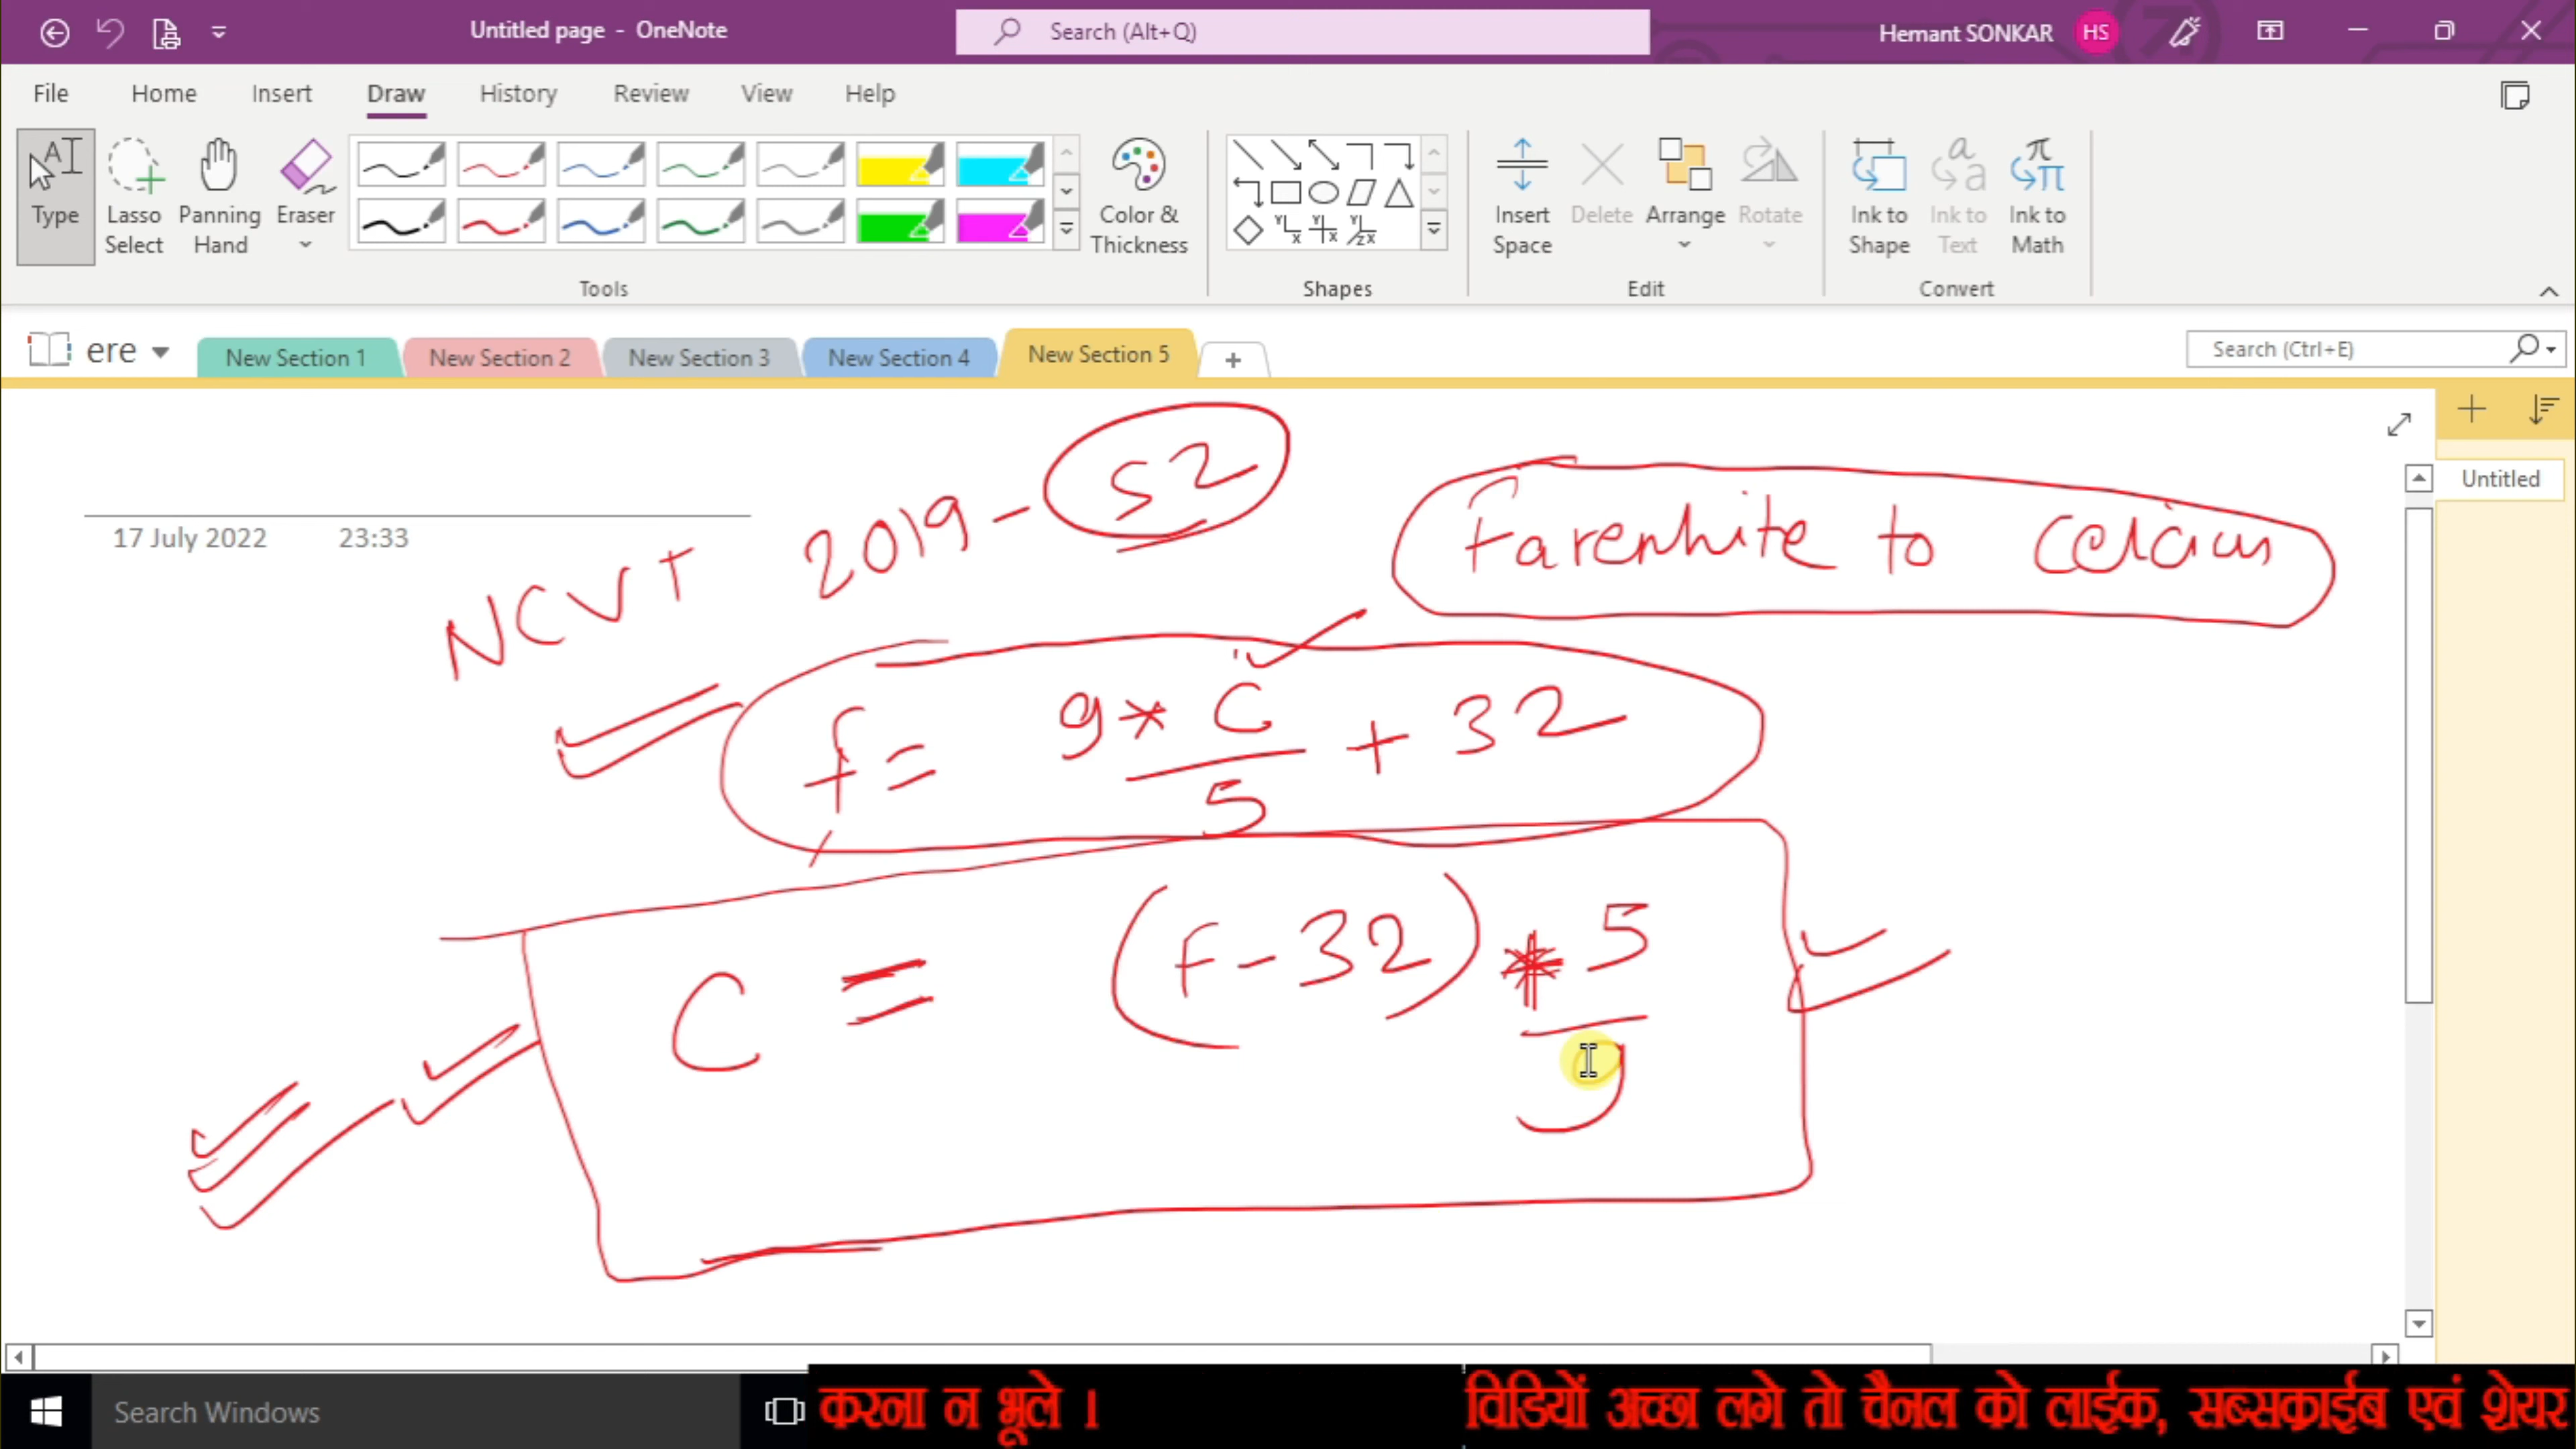 Untitled page - OneNote
Search (Alt+Q)
Hemant SONKAR HS
File Home Insert Draw History Review View Help
Type
Lasso Select
Panning Hand
Eraser
Color & Thickness
Insert Space
Delete
Arrange
Rotate
Ink to Shape
Ink to Text
Ink to Math
Tools Shapes Edit Convert
ere New Section 1 New Section 2 New Section 3 New Section 4 New Section 5 +
Search (Ctrl+E)
Untitled
17 July 2022 23:33
NCVT 2019 - S2
Farenhite to Celcius
f = 9 * C / 5 + 32
C = (f - 32) * 5 / 9
Search Windows
करना न भूले ।
विडियों अच्छा लगे तो चैनल को लाईक, सब्सक्राईब एवं शेयर